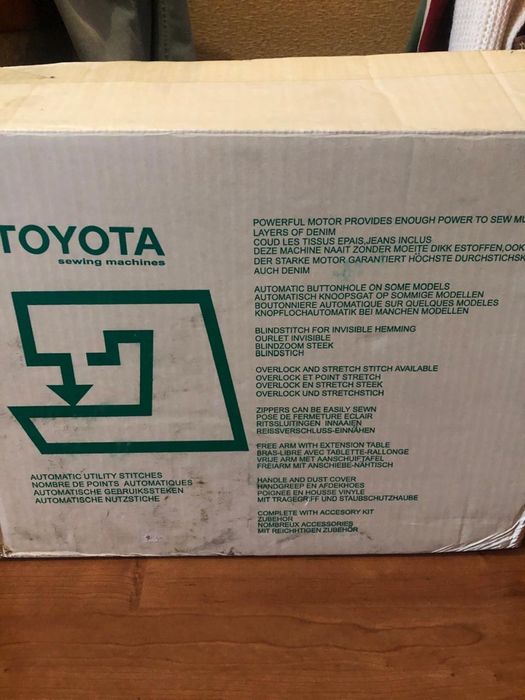 TOYOTA
sewing machines
AUTOMATIC UTILITY STITCHES
NOMBRE DE POINTS AUTOMATIQUES
AUTOMATISCHE GEBRUIKSSTEKEN
AUTOMATISCHE NUTZSTICHE
POWERFUL MOTOR PROVIDES ENOUGH POWER TO SEW
LAYERS OF DENIM
COUD LES TISSUS EPAIS,JEANS INCLUS
DEZE MACHINE NAAIT ZONDER MOEITE DIKK ESTOFFEN,OOK
DER STARKE MOTOR GARANTIERT HÖCHSTE
AUCH DENIM
AUTOMATIC BUTTONHOLE ON SOME MODELS
AUTOMATISCH KNOOPSGAT OP SOMMIGE MODELLEN
BOUTONNIERE AUTOMATIQUE SUR QUELQUES MODELES
KNOPFLOCHAUTOMATIK BEI MANCHEN MODELLEN
BLINDSTITCH FOR INVISIBLE HEMMING
OURLET INVISIBLE
BLINDZOOM STEEK
BLINDSTICH
OVERLOCK AND STRETCH STITCH AVAILABLE
OVERLOCK ET POINT STRETCH
OVERLOCK EN STRETCH STEEK
OVERLOCK UND STRETCHSTICH
ZIPPERS CAN BE EASILY SEWN
POSE DE FERMETURE ECLAIR
RITSSLUITINGEN INNAAIEN
REISSVERSCHLUSS-EINNÄHEN
FREE ARM WITH EXTENSION TABLE
BRAS-LIBRE AVEC TABLETTE-RALLONGE
VRIJE ARM MET AANSCHUIFTAFEL
FREIARM MIT ANSCHIEBE-NÄHTISCH
HANDLE AND DUST COVER
HANDGREEP EN AFDEKHOES
POIGNEE EN HOUSSE VINYLE
MIT TRAGEGR:FF UND STAUBSCHUTZHAUBE
COMPLETE WITH ACCESORY KIT
ZUBEHOR
NOMBREUX ACCESSORIES
MIT REICHHTIGEN ZUBEHÖR